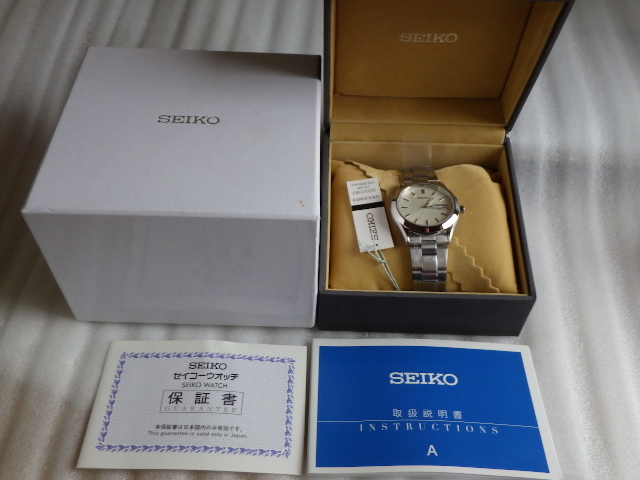 SEIKO
SEIKO
SEIKO
SEIKO
セイコーウオッチ
SEIKO WATCH
保証書
GUARANTEE
本保証書は日本国内のみ有効です。
This guarantee is valid only in Japan.
SEIKO
取扱説明書
INSTRUCTIONS
A